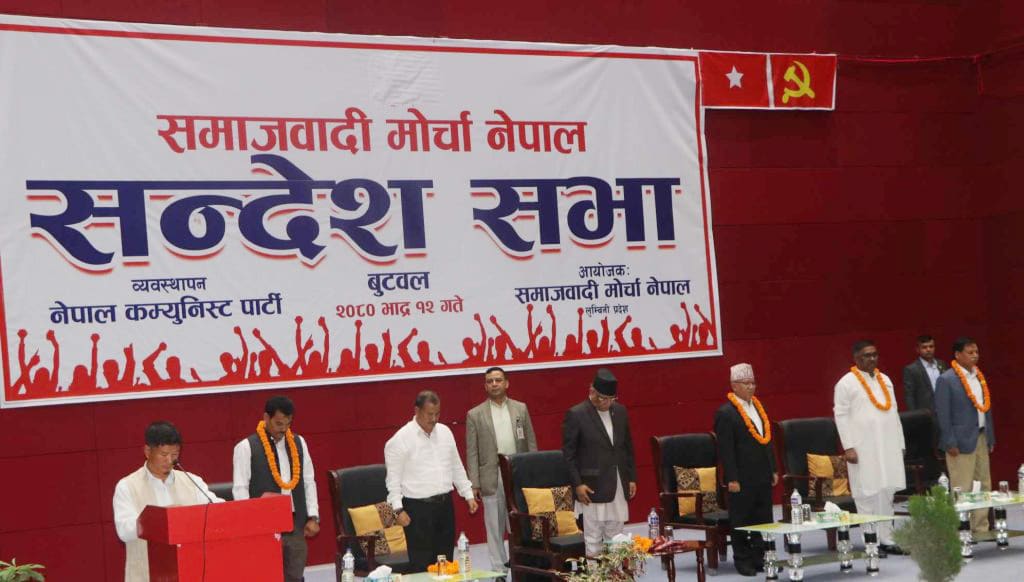 समाजवादी मोर्चा नेपाल
सन्देश सभा
व्यवस्थापन
नेपाल कम्युनिस्ट पार्टी
बुटवल
२०८० भाद्र १२ गते
आयोजक:
समाजवादी मोर्चा नेपाल
लुम्बिनी प्रदेश